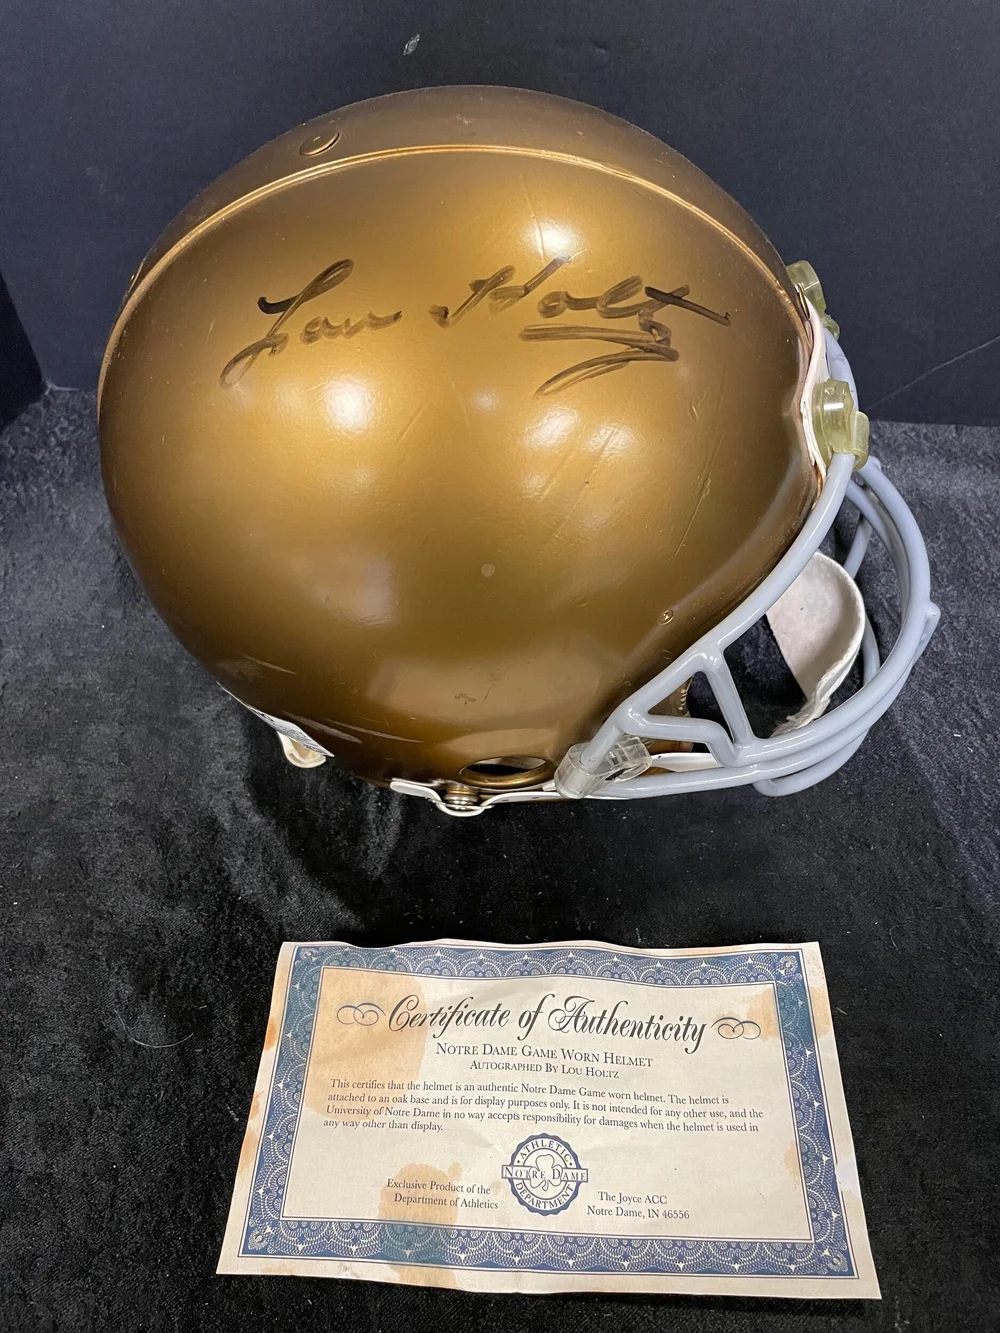 Lou Holtz
Certificate of Authenticity
NOTRE DAME GAME WORN HELMET
AUTOGRAPHED BY LOU HOLTZ
This certifies that the helmet is an authentic Notre Dame Game worn helmet. The helmet is
attached to an oak base and is for display purposes only. It is not intended for any other use, and the
University of Notre Dame in no way accepts responsibility for damages when the helmet is used in
any way other than display.
ATHLETIC
NOTRE DAME
DEPARTMENT
Exclusive Product of the
Department of Athletics
The Joyce ACC
Notre Dame, IN 46556